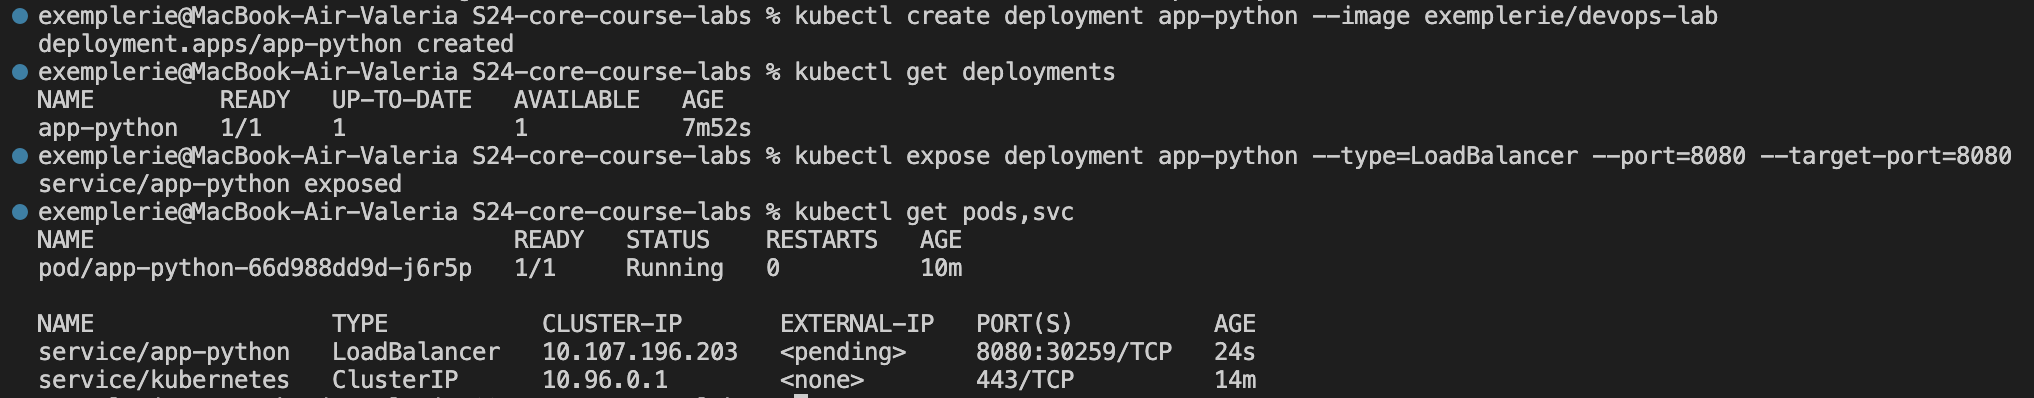 exemplerie@MacBook-Air-Valeria S24-core-course-labs % kubectl create deployment app-python --image exemplerie/devops-lab
deployment.apps/app-python created
exemplerie@MacBook-Air-Valeria S24-core-course-labs % kubectl get deployments
NAME         READY   UP-TO-DATE   AVAILABLE   AGE
app-python   1/1     1            1           7m52s
exemplerie@MacBook-Air-Valeria S24-core-course-labs % kubectl expose deployment app-python --type=LoadBalancer --port=8080 --target-port=8080
service/app-python exposed
exemplerie@MacBook-Air-Valeria S24-core-course-labs % kubectl get pods,svc
NAME                              READY   STATUS    RESTARTS   AGE
pod/app-python-66d988dd9d-j6r5p   1/1     Running   0          10m
NAME                 TYPE           CLUSTER-IP       EXTERNAL-IP   PORT(S)          AGE
service/app-python   LoadBalancer   10.107.196.203   <pending>     8080:30259/TCP   24s
service/kubernetes   ClusterIP      10.96.0.1        <none>        443/TCP          14m